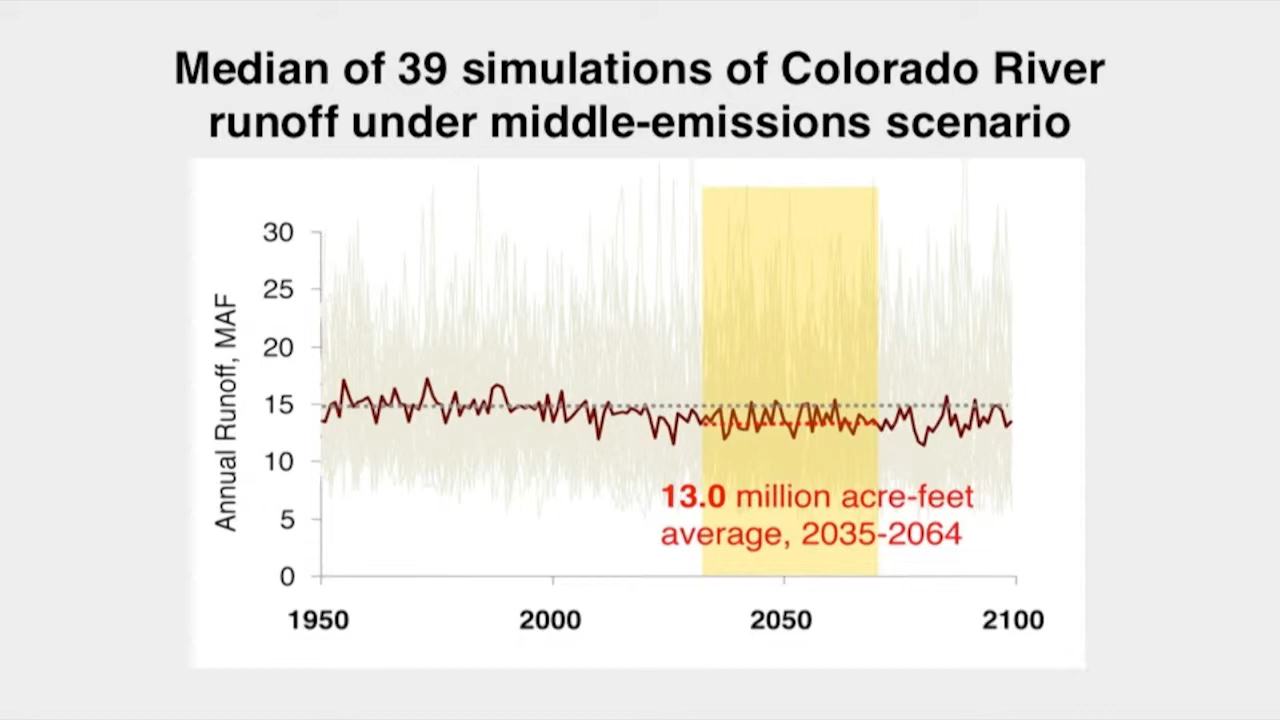 Median of 39 simulations of Colorado River
runoff under middle-emissions scenario
Annual Runoff, MAF
30
25
20
15
10
5
0
13.0 million acre-feet
average, 2035-2064
1950
2000
2050
2100